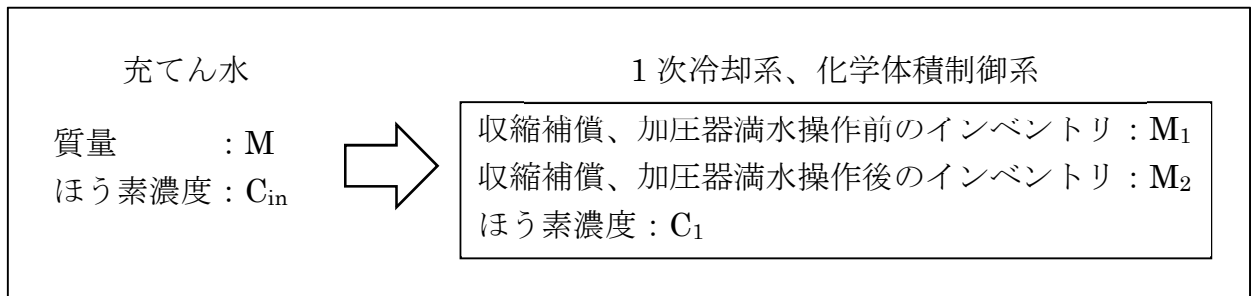 充てん水
1次冷却系、化学体積制御系
質量　　　：M
ほう素濃度：Cin
収縮補償、加圧器満水操作前のインベントリ：M1
収縮補償、加圧器満水操作後のインベントリ：M2
ほう素濃度：C1